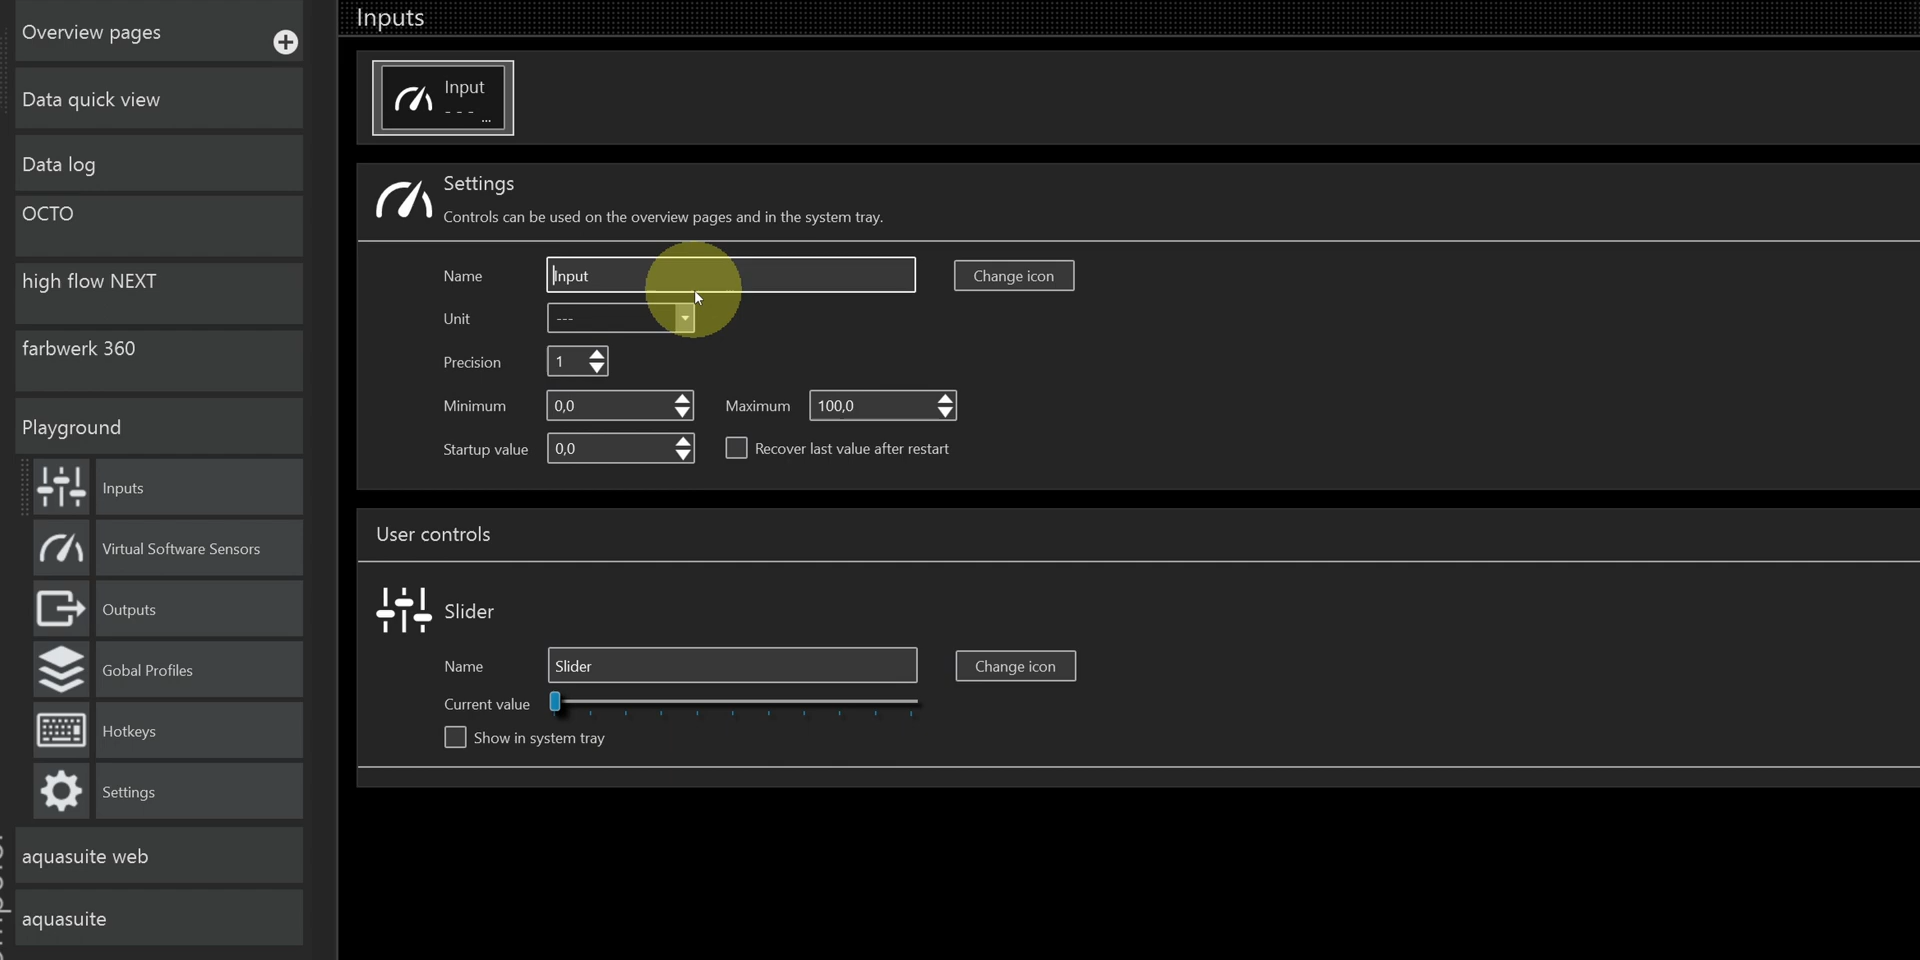 Overview pages
Data quick view
Data log
OCTO
high flow NEXT
farbwerk 360
Playground
Inputs
Virtual Software Sensors
Outputs
Gobal Profiles
Hotkeys
Settings
aquasuite web
aquasuite
Inputs
Input
--- ...
Settings
Controls can be used on the overview pages and in the system tray.
Name Input Change icon
Unit ---
Precision 1
Minimum 0,0 Maximum 100,0
Startup value 0,0 Recover last value after restart
User controls
Slider
Name Slider Change icon
Current value
Show in system tray